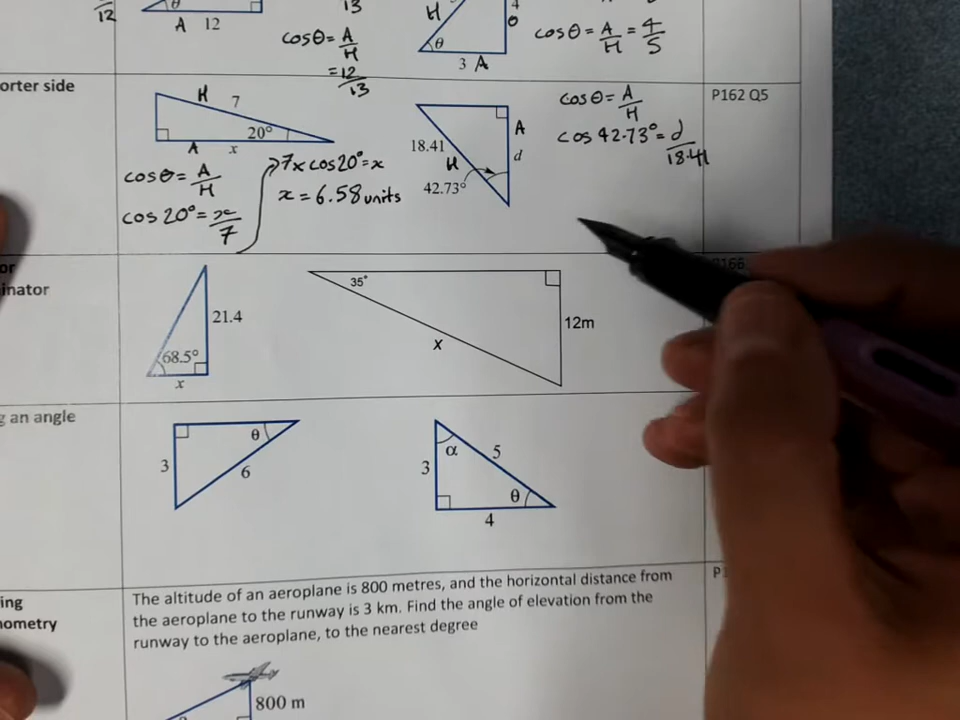 12
θ
A 12
13
cosθ = A/H
= 12/13
H
4
O
θ
3 A
cosθ = A/H = 4/5
orter side
H 7
20°
A x
cosθ = A/H
cos 20° = x/7
7 x cos20° = x
x = 6.58 units
18.41
H
42.73°
A
d
cosθ = A/H
cos 42.73° = d/18.41
P162 Q5
or
inator
21.4
68.5°
x
35°
12m
x
P166
g an angle
3
θ
6
3
α
5
θ
4
ing
nometry
The altitude of an aeroplane is 800 metres, and the horizontal distance from
the aeroplane to the runway is 3 km. Find the angle of elevation from the
runway to the aeroplane, to the nearest degree
800 m